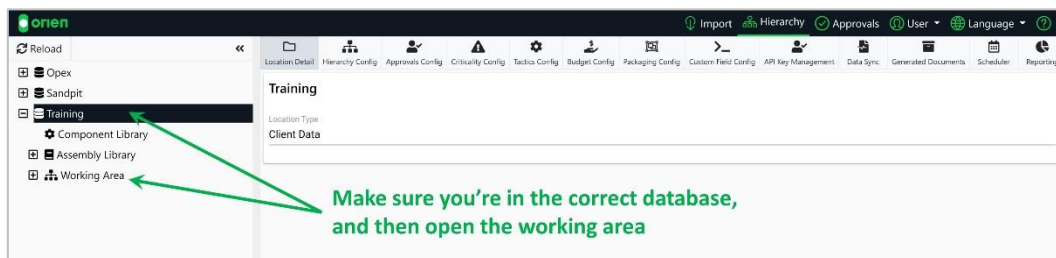 orien
Import Hierarchy Approvals User Language
Reload «
Location Detail Hierarchy Config Approvals Config Criticality Config Tactics Config Budget Config Packaging Config Custom Field Config API Key Management Data Sync Generated Documents Scheduler Reporting
Opex
Sandpit
Training
Component Library
Assembly Library
Working Area
Training
Location Type
Client Data
Make sure you're in the correct database,
and then open the working area